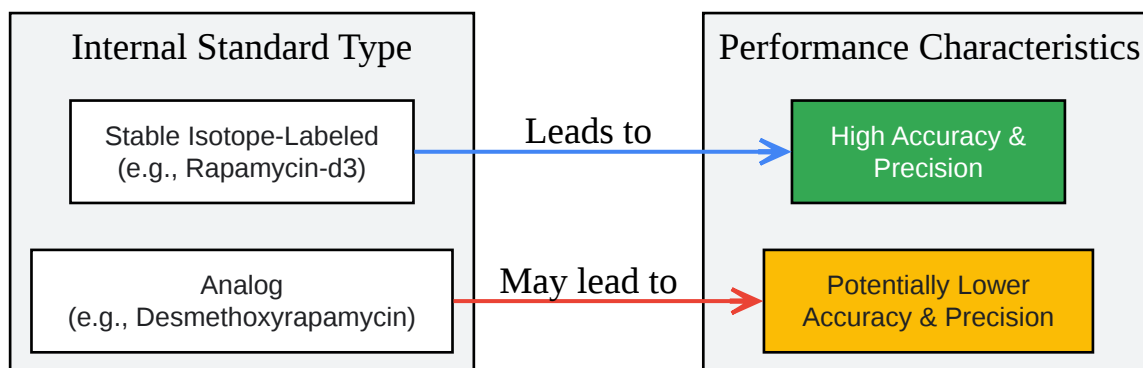 Internal Standard Type
Performance Characteristics
Stable Isotope-Labeled
(e.g., Rapamycin-d3)
Leads to
High Accuracy &
Precision
Analog
(e.g., Desmethoxyrapamycin)
May lead to
Potentially Lower
Accuracy & Precision